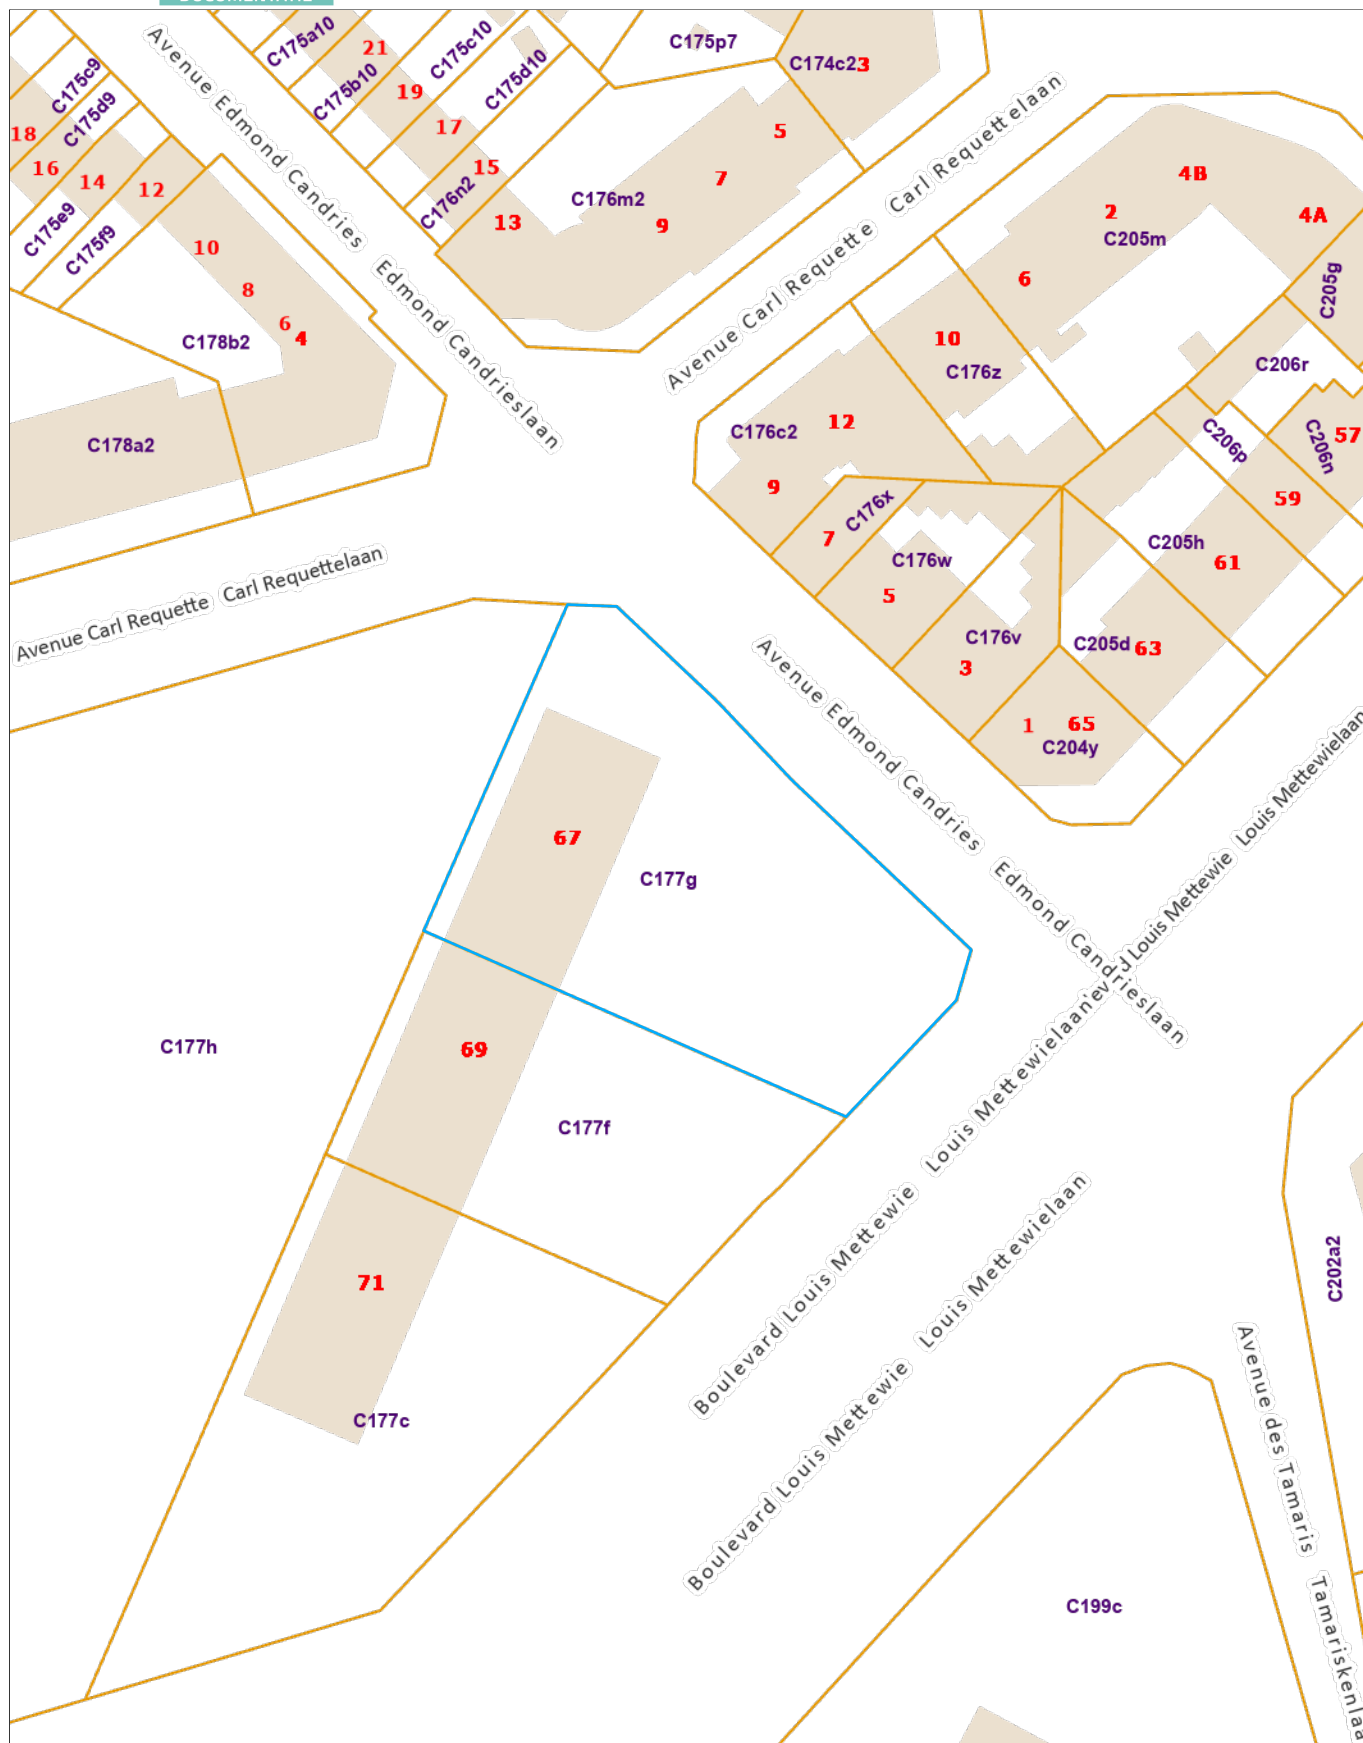 C175a10
21
C175c10
C175p7
C174c2
3
C175c9
C175b10
19
C175d10
C175d9
18
17
5
16
14
12
15
7
4B
C175e9
C175f9
C176n2
13
C176m2
9
2
4A
C205m
10
8
6
4
C178b2
6
C205g
10
C176z
C206r
C178a2
12
C176c2
9
C206p
C206n
57
C176x
7
59
C205h
C176w
5
61
C176v
3
C205d
63
1
65
C204y
Avenue Edmond Candries
Edmond Candrieslaan
Avenue Carl Requette
Carl Requettelaan
Avenue Carl Requette
Carl Requettelaan
Avenue Edmond Candries
Edmond Candrieslaan
67
C177g
C177h
69
C177f
71
C177c
Louis Mettewie
Louis Mettewielaan
Boulevard Louis Mettewie
Louis Mettewielaan
Boulevard Louis Mettewie
Louis Mettewielaan
C202a2
Avenue des Tamaris
C199c